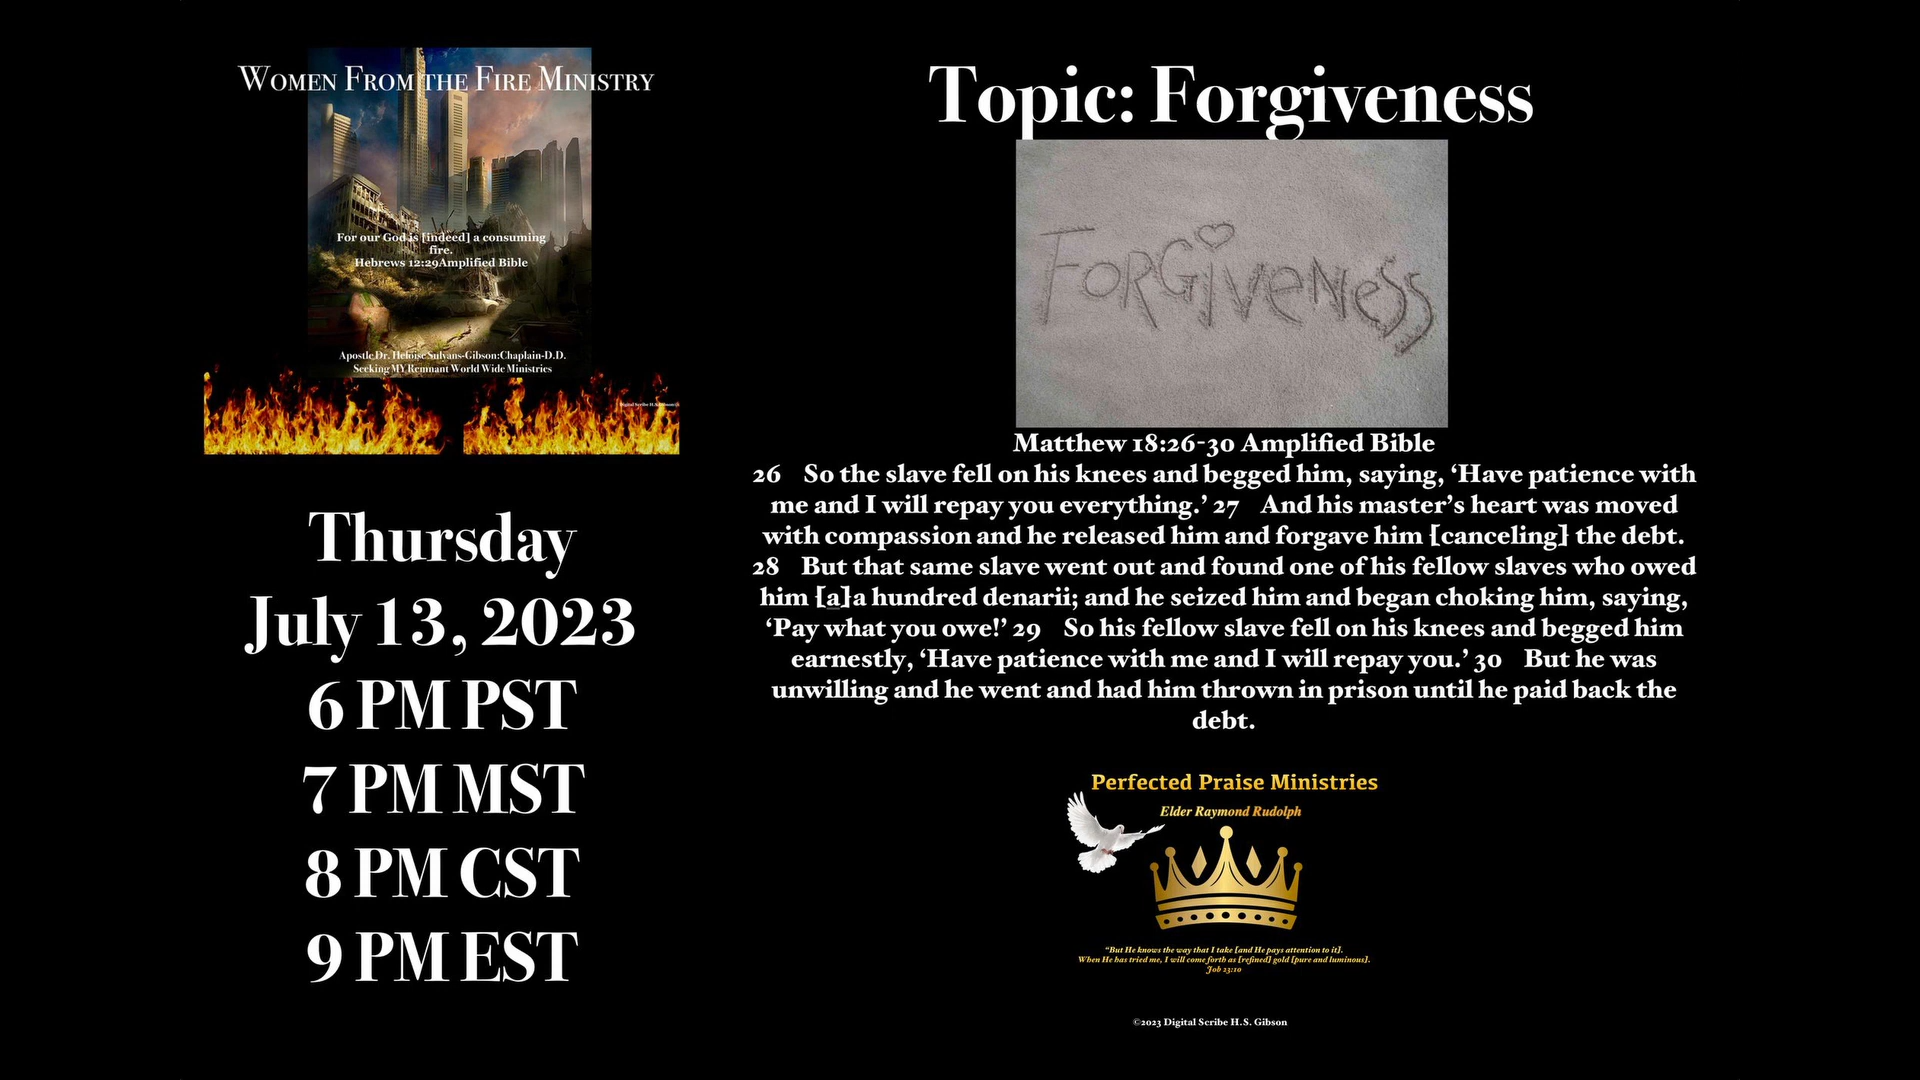 Women From the Fire Ministry
For our God is [indeed] a consuming
fire.
Hebrews 12:29Amplified Bible
Apostle Dr. Heloise Sulvans-Gibson:Chaplain-D.D.
Seeking MY Remnant World Wide Ministries
Digital Scribe H.S. Gibson
Thursday
July 13, 2023
6 PM PST
7 PM MST
8 PM CST
9 PM EST
Topic: Forgiveness
FORGiVeNeSS
Matthew 18:26-30 Amplified Bible
26 So the slave fell on his knees and begged him, saying, ‘Have patience with
me and I will repay you everything.’ 27 And his master’s heart was moved
with compassion and he released him and forgave him [canceling] the debt.
28 But that same slave went out and found one of his fellow slaves who owed
him [a]a hundred denarii; and he seized him and began choking him, saying,
‘Pay what you owe!’ 29 So his fellow slave fell on his knees and begged him
earnestly, ‘Have patience with me and I will repay you.’ 30 But he was
unwilling and he went and had him thrown in prison until he paid back the
debt.
Perfected Praise Ministries
Elder Raymond Rudolph
“But He knows the way that I take [and He pays attention to it].
When He has tried me, I will come forth as [refined] gold [pure and luminous].
Job 23:10
©2023 Digital Scribe H.S. Gibson